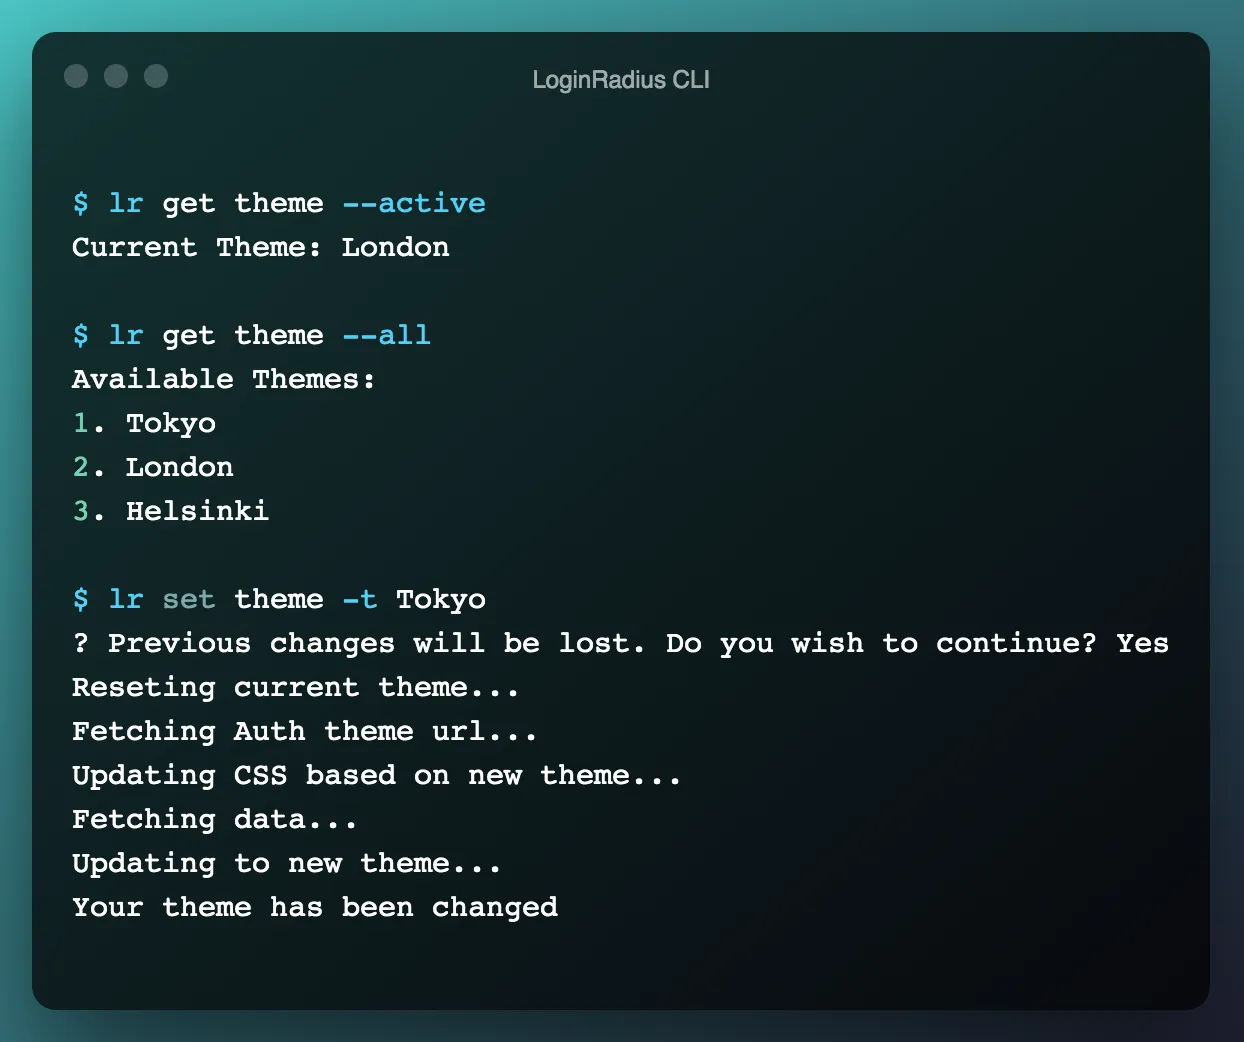 LoginRadius CLI
$ lr get theme --active
Current Theme: London
$ lr get theme --all
Available Themes:
1. Tokyo
2. London
3. Helsinki
$ lr set theme -t Tokyo
? Previous changes will be lost. Do you wish to continue? Yes
Reseting current theme...
Fetching Auth theme url...
Updating CSS based on new theme...
Fetching data...
Updating to new theme...
Your theme has been changed